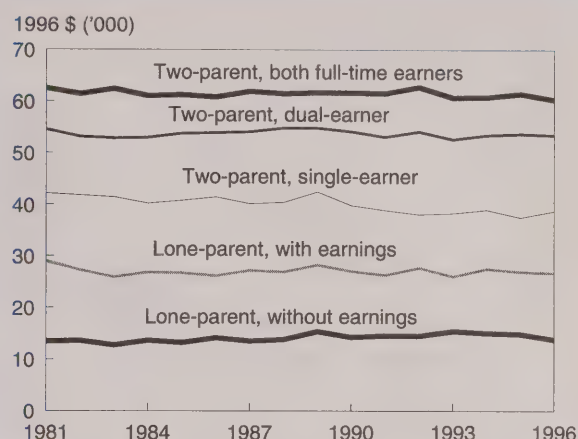 1996 $ ('000)
70
Two-parent, both full-time earners
60
Two-parent, dual-earner
50
Two-parent, single-earner
40
Lone-parent, with earnings
30
20
Lone-parent, without earnings
10
0
1981 1984 1987 1990 1993 1996